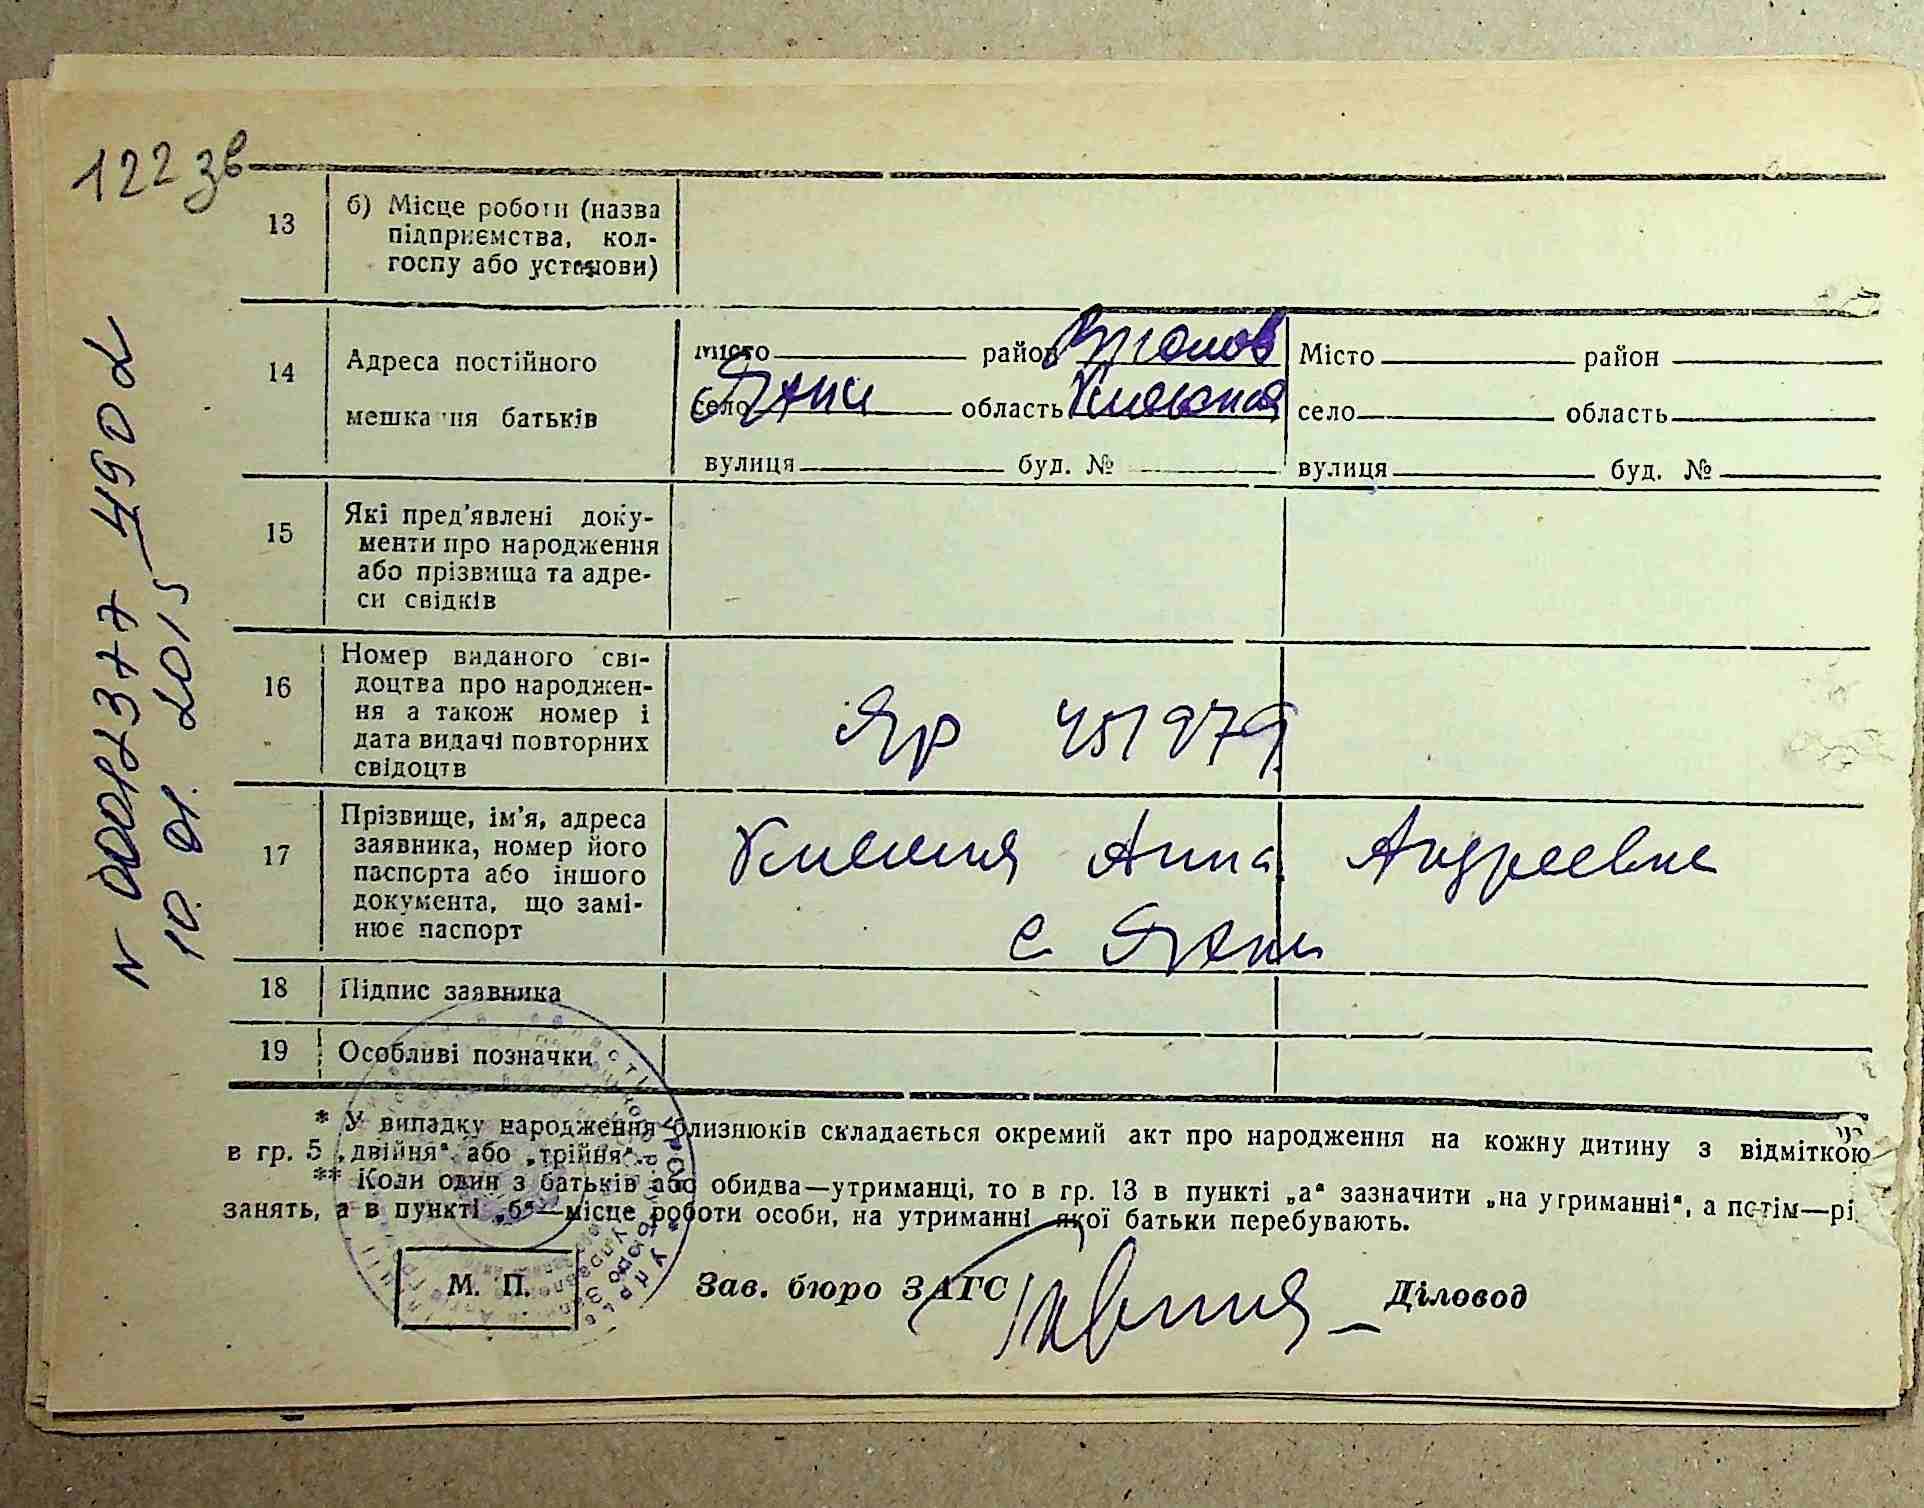 122 зв
13
б) Місце роботи (назва
підприємства, кол-
госпу або установи)
14
Адреса постійного
мешкання батьків
місто район
село область
вулиця буд. №
Місто район
село область
вулиця буд. №
15
Які пред'явлені доку-
менти про народження
або прізвища та адре-
си свідків
16
Номер виданого сві-
доцтва про народжен-
ня а також номер і
дата видачі повторних
свідоцтв
Яр 451979
17
Прізвище, ім'я, адреса
заявника, номер його
паспорта або іншого
документа, що замі-
нює паспорт
Анна Андреевна
с
18
Підпис заявника
19
Особливі позначки
* У випадку народження близнюків складається окремий акт про народження на кожну дитину з відміткою
в гр. 5 „двійня“ або „трійня“.
** Коли один з батьків або обидва—утриманці, то в гр. 13 в пункті „а“ зазначити „на утриманні“, а потім—рі
занять, а в пункті „б“—місце роботи особи, на утриманні якої батьки перебувають.
М. П.
Зав. бюро ЗАГС
Діловод
10. 01. 2015